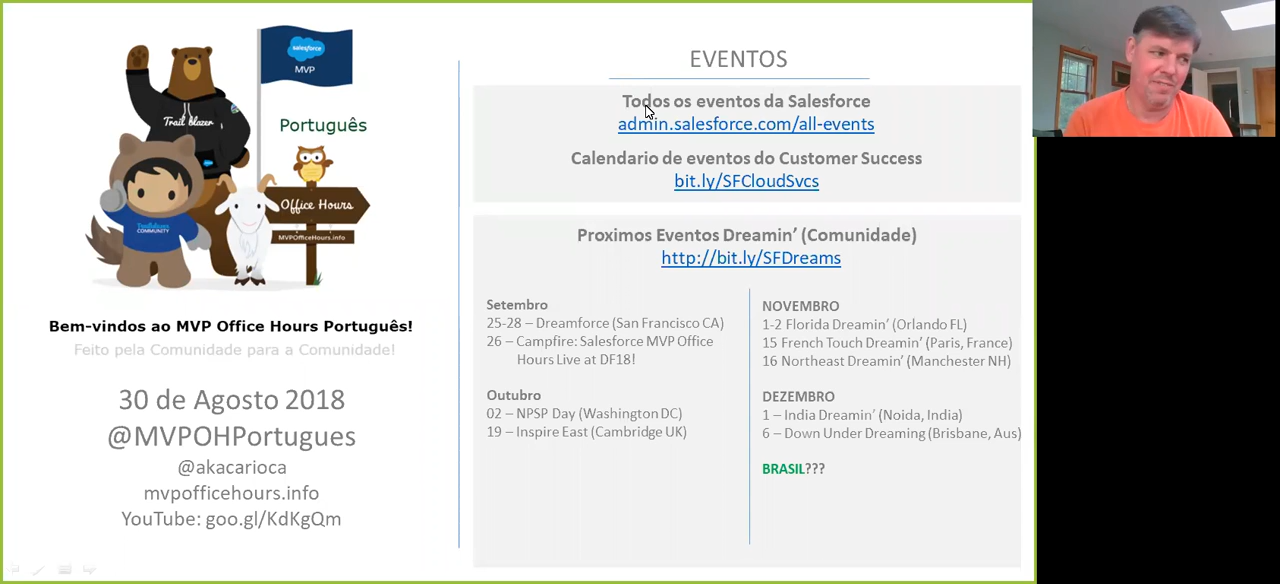 salesforce
MVP
Trail blazer
Português
Office Hours
MVPOfficeHours.info
Trailblazer
COMMUNITY
Bem-vindos ao MVP Office Hours Português!
Feito pela Comunidade para a Comunidade!
30 de Agosto 2018
@MVPOHPortugues
@akacarioca
mvpofficehours.info
YouTube: goo.gl/KdKgQm
EVENTOS
Todos os eventos da Salesforce
admin.salesforce.com/all-events
Calendario de eventos do Customer Success
bit.ly/SFCloudSvcs
Proximos Eventos Dreamin’ (Comunidade)
http://bit.ly/SFDreams
Setembro
25-28 – Dreamforce (San Francisco CA)
26 – Campfire: Salesforce MVP Office
Hours Live at DF18!
Outubro
02 – NPSP Day (Washington DC)
19 – Inspire East (Cambridge UK)
NOVEMBRO
1-2 Florida Dreamin’ (Orlando FL)
15 French Touch Dreamin’ (Paris, France)
16 Northeast Dreamin’ (Manchester NH)
DEZEMBRO
1 – India Dreamin’ (Noida, India)
6 – Down Under Dreaming (Brisbane, Aus)
BRASIL???